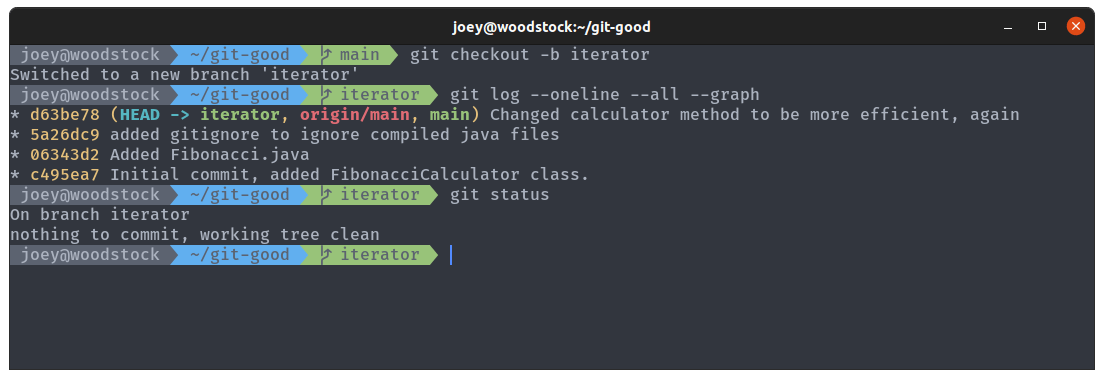 joey@woodstock:~/git-good
joey@woodstock ~/git-good main git checkout -b iterator
Switched to a new branch 'iterator'
joey@woodstock ~/git-good iterator git log --oneline --all --graph
* d63be78 (HEAD -> iterator, origin/main, main) Changed calculator method to be more efficient, again
* 5a26dc9 added gitignore to ignore compiled java files
* 06343d2 Added Fibonacci.java
* c495ea7 Initial commit, added FibonacciCalculator class.
joey@woodstock ~/git-good iterator git status
On branch iterator
nothing to commit, working tree clean
joey@woodstock ~/git-good iterator